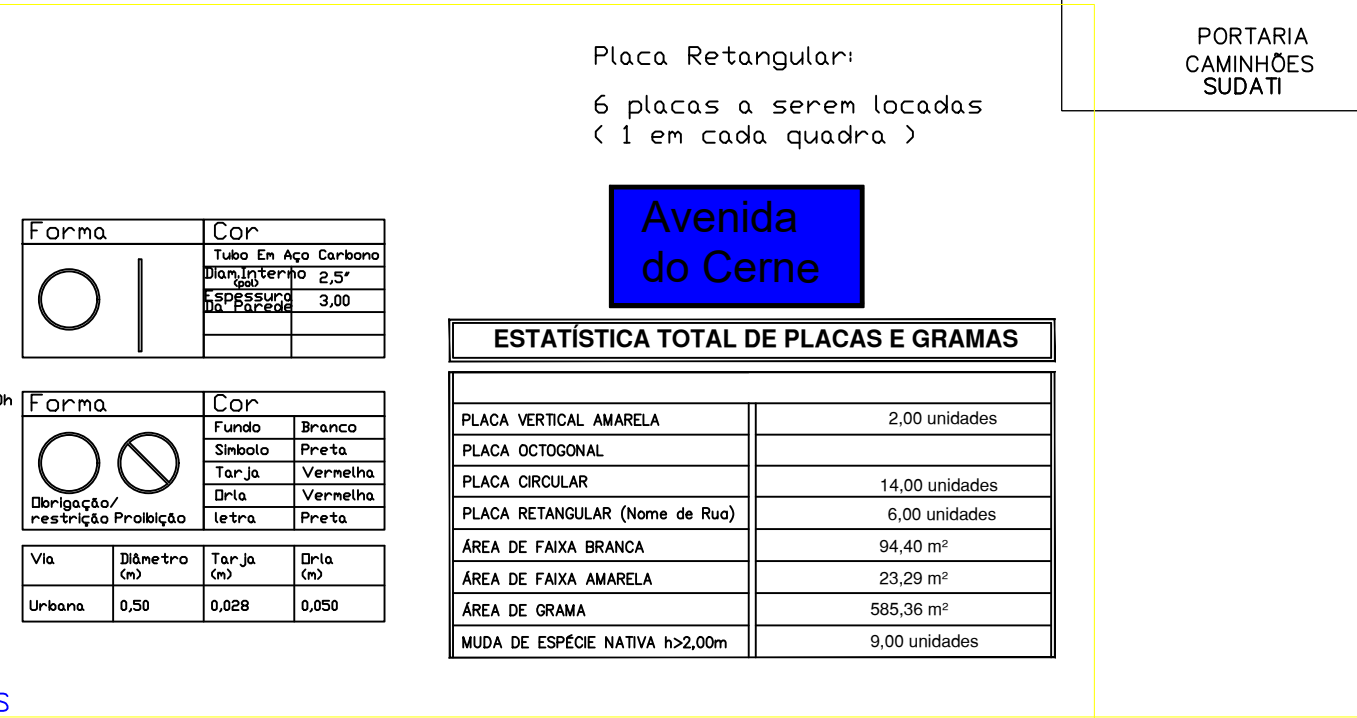 PORTARIA
CAMINHÕES
SUDATI
Placa Retangular:
6 placas a serem locadas
( 1 em cada quadra )
Avenida
do Cerne
Forma Cor
Tubo Em Aço Carbono
Diam.Interno (pol) 2,5"
Espessura Da Parede 3,00
0h
Forma Cor
Fundo Branco
Simbolo Preta
Tarja Vermelha
Orla Vermelha
letra Preta
Obrigação/
restrição Proibição
Via Diâmetro (m) Tarja (m) Orla (m)
Urbana 0,50 0,028 0,050
ESTATÍSTICA TOTAL DE PLACAS E GRAMAS
PLACA VERTICAL AMARELA 2,00 unidades
PLACA OCTOGONAL
PLACA CIRCULAR 14,00 unidades
PLACA RETANGULAR (Nome de Rua) 6,00 unidades
ÁREA DE FAIXA BRANCA 94,40 m²
ÁREA DE FAIXA AMARELA 23,29 m²
ÁREA DE GRAMA 585,36 m²
MUDA DE ESPÉCIE NATIVA h>2,00m 9,00 unidades
S